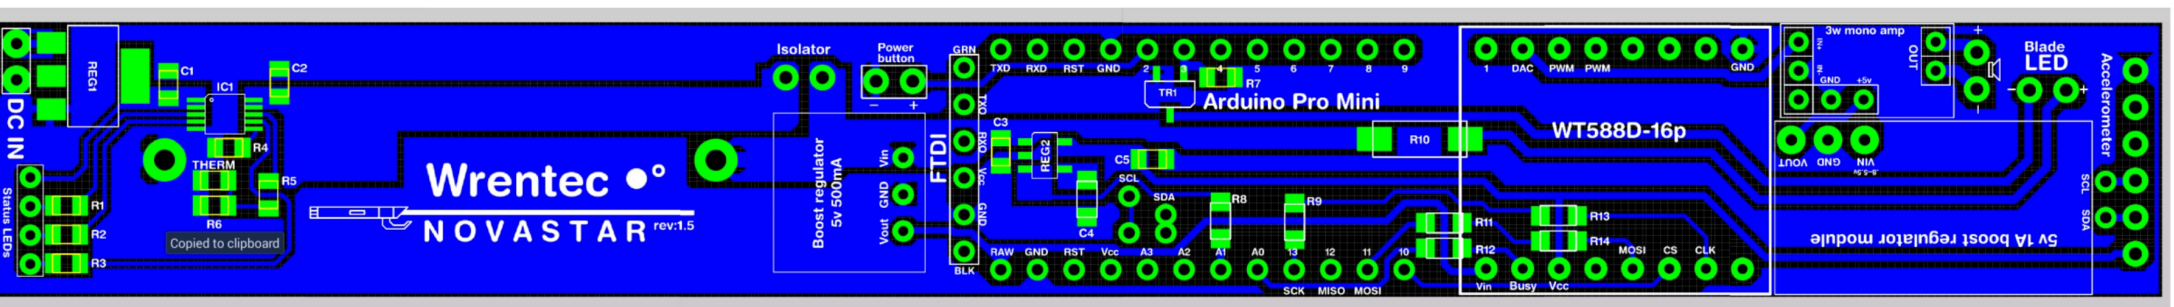 DC IN
REG1
C1
IC1
C2
R4
THERM
R5
R6
Status LEDs
R1
R2
R3
Copied to clipboard
Wrentec
NOVASTAR rev:1.5
Isolator
Power
button
− +
Boost regulator
5v 500mA
Vin
GND
Vout
FTDI
GRN
TXO
RXO
Vcc
GND
BLK
TXO RXO RST GND 2 3 4 5 6 7 8 9
TR1
R7
Arduino Pro Mini
C3
REG2
C5
C4
SCL
SDA
R8
R9
R10
RAW GND RST Vcc A3 A2 A1 A0 13 12 11 10
SCK MISO MOSI
1 DAC PWM PWM GND
WT588D-16p
R11
R12
R13
R14
MOSI CS CLK
Vin Busy Vcc
3w mono amp
IN+
IN-
GND +5v
OUT
+
−
Blade
LED
− +
Accelerometer
VOUT GND VIN
SCL
SDA
5v 1A boost regulator module